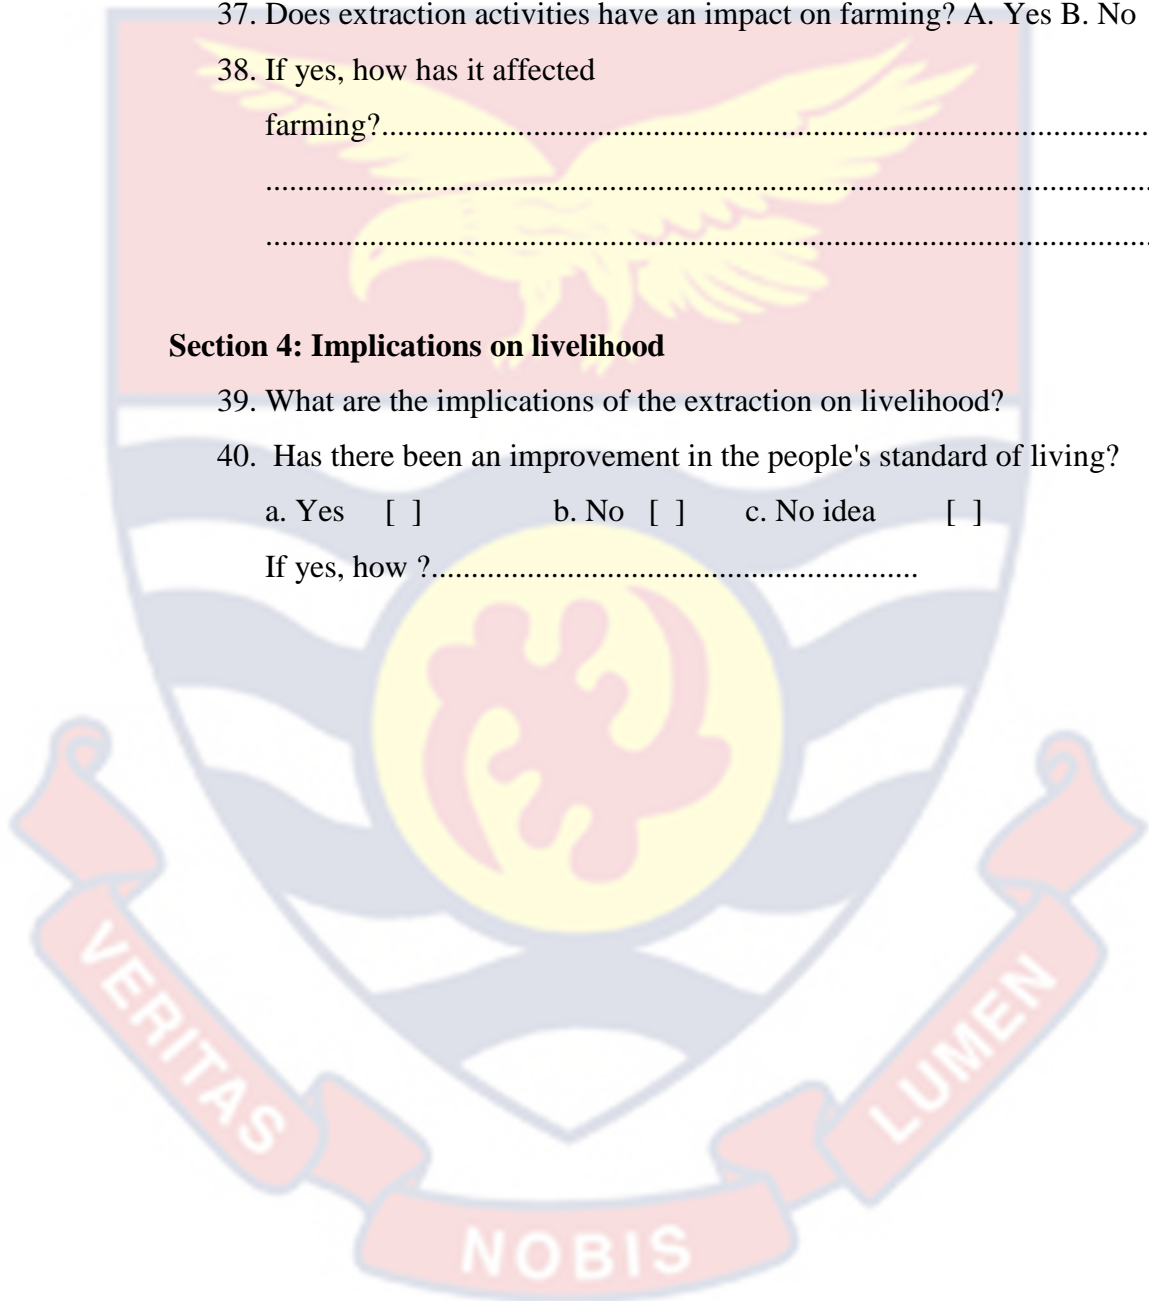 37. Does extraction activities have an impact on farming? A. Yes B. No
38. If yes, how has it affected
farming?................................................................................................
..............................................................................................................
..............................................................................................................
Section 4: Implications on livelihood
39. What are the implications of the extraction on livelihood?
40. Has there been an improvement in the people's standard of living?
a. Yes [ ] b. No [ ] c. No idea [ ]
If yes, how ?............................................................
VERITAS
NOBIS
LUMEN